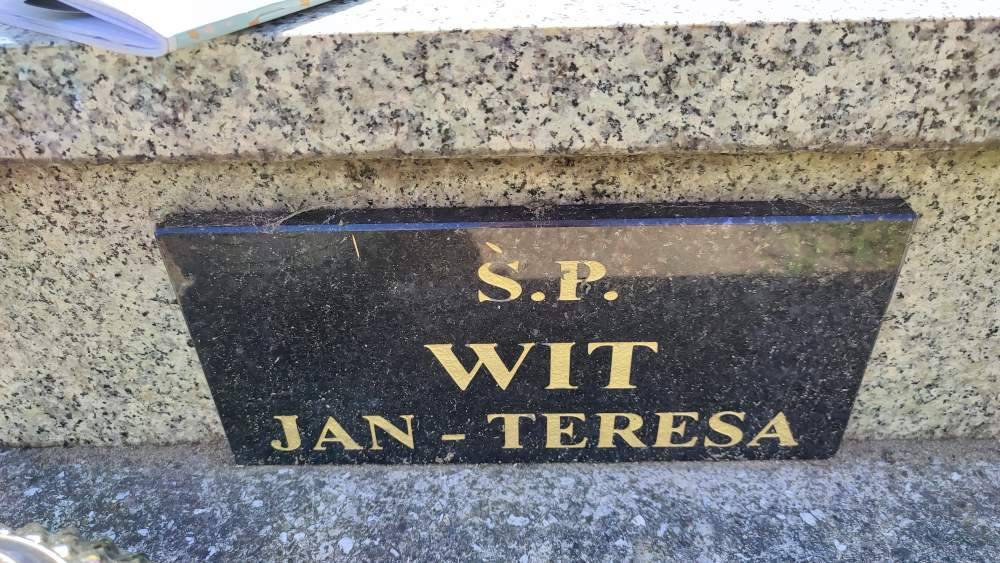 Ś.P.
WIT
JAN - TERESA